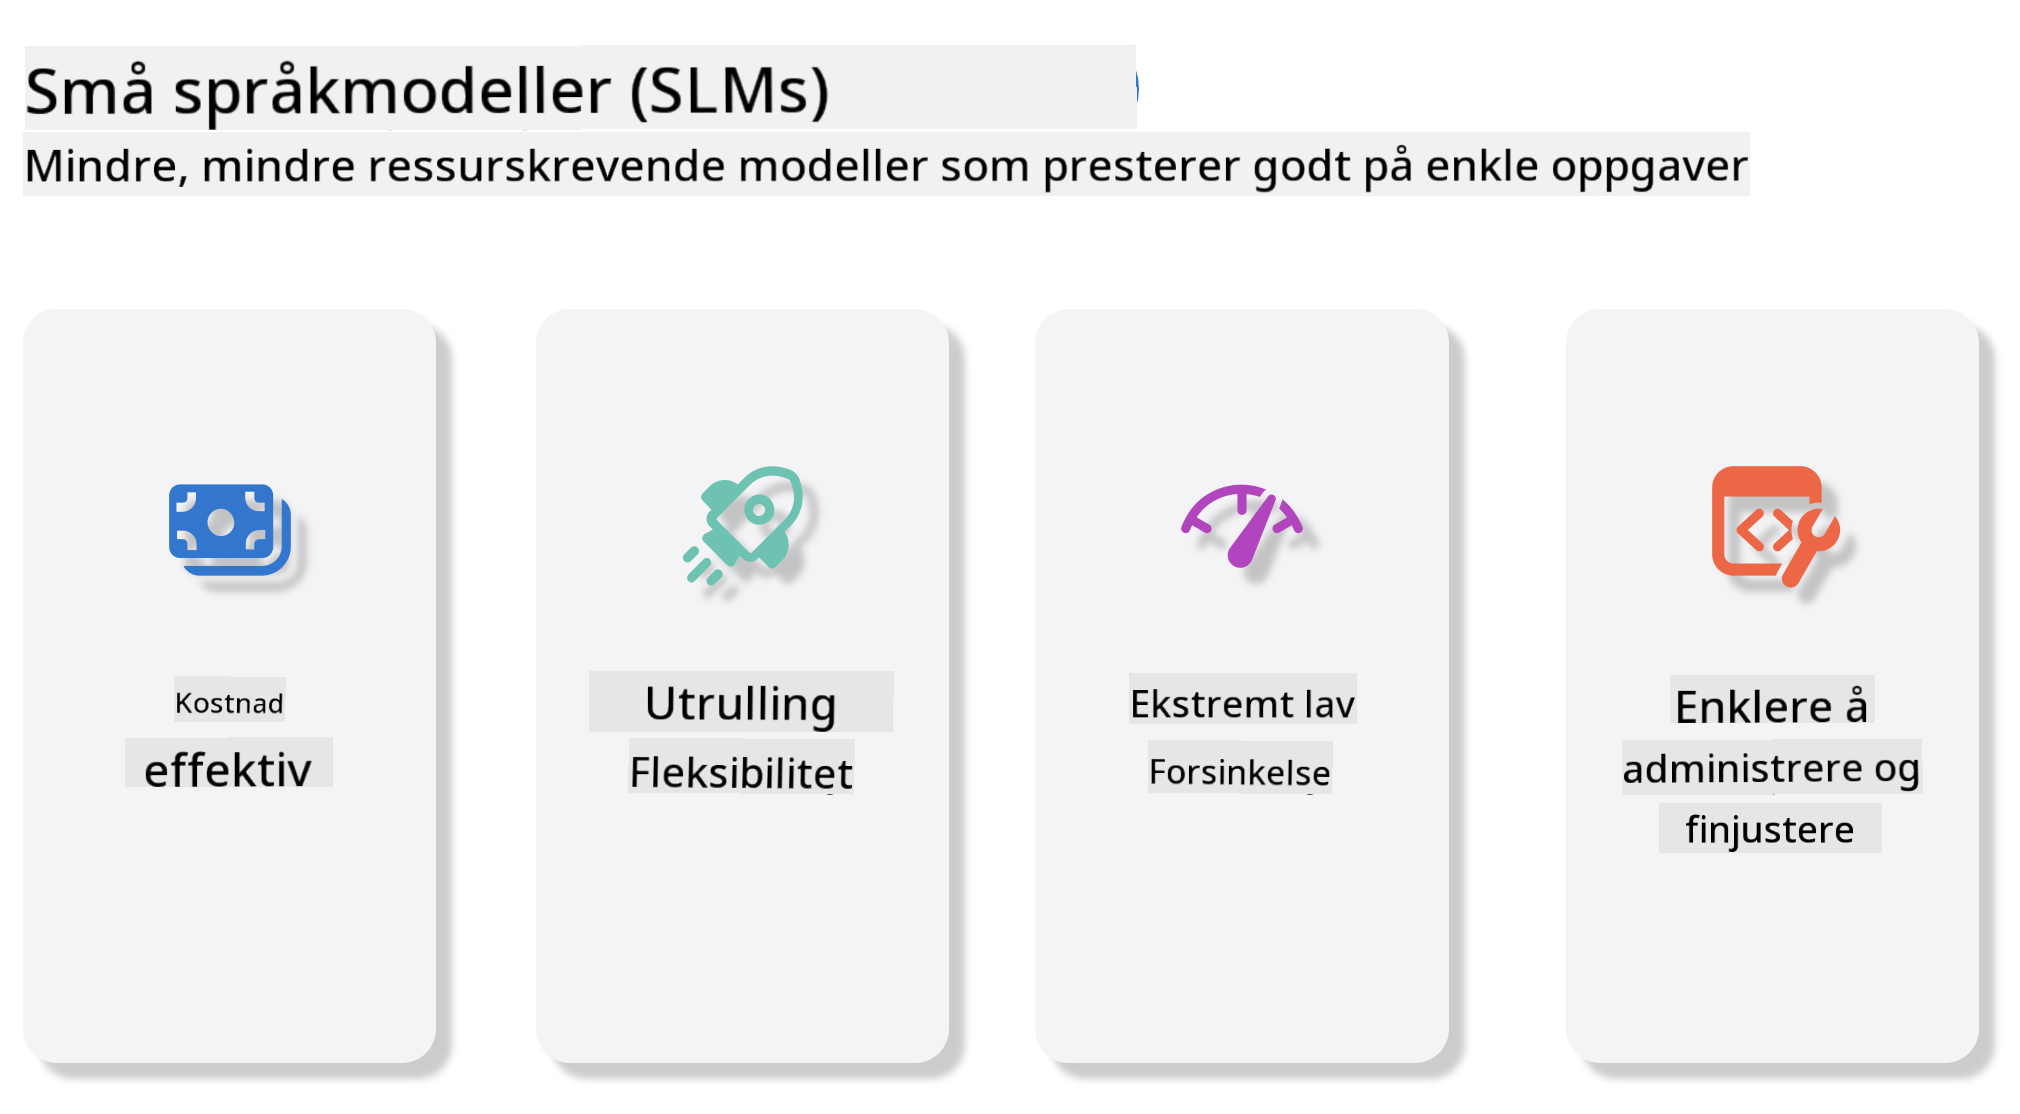 Små språkmodeller (SLMs)
Mindre, mindre ressurskrevende modeller som presterer godt på enkle oppgaver
Kostnad
effektiv
Utrulling
Fleksibilitet
Ekstremt lav
Forsinkelse
Enklere å
administrere og
finjustere